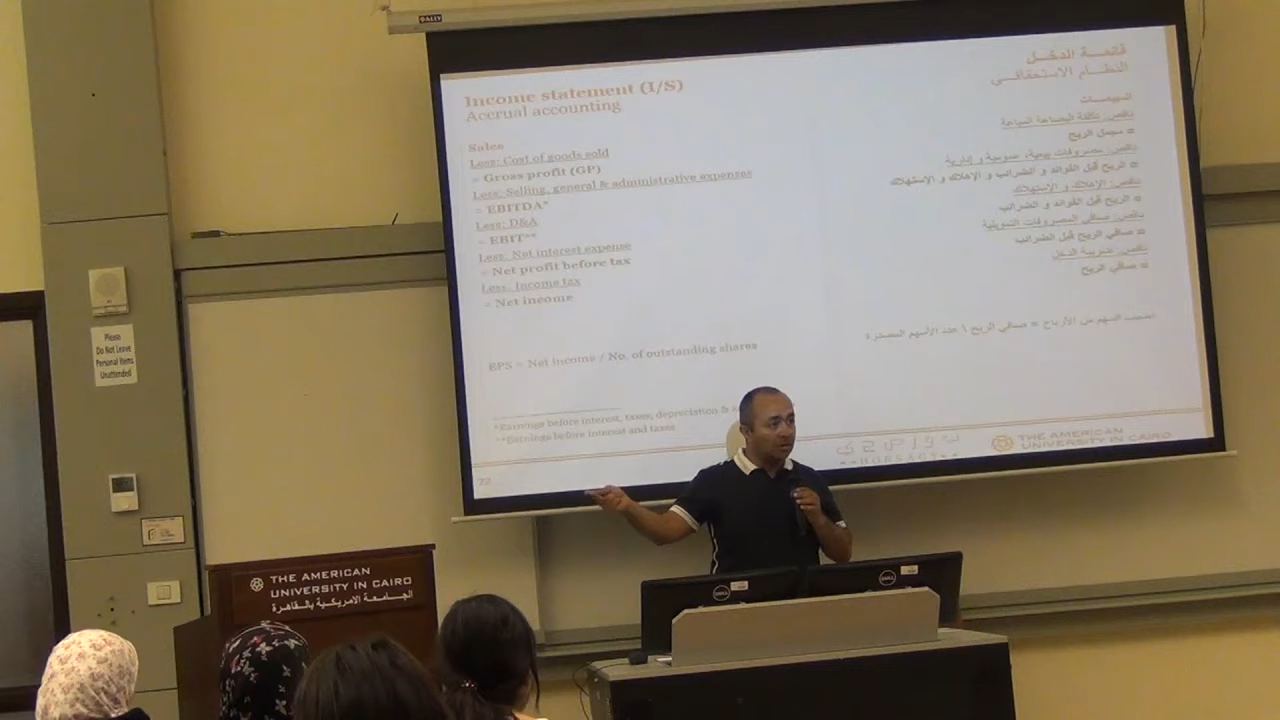 DALITE
Income statement (I/S)
Accrual accounting
Sales
Less: Cost of goods sold
= Gross profit (GP)
Less: Selling, general & administrative expenses
= EBITDA*
Less: D&A
= EBIT**
Less: Net interest expense
= Net profit before tax
Less: Income tax
= Net income
EPS = Net income / No. of outstanding shares
*Earnings before interest, taxes, depreciation &
**Earnings before interest and taxes
72
قائمة الدخل
النظام الاستحقاقي
المبيعات
ناقص: تكلفة البضاعة المباعة
= مجمل الربح
ناقص: مصروفات بيعية، عمومية و إدارية
= الربح قبل الفوائد و الضرائب و الإهلاك و الإستهلاك
ناقص: الإهلاك و الإستهلاك
= الربح قبل الفوائد و الضرائب
ناقص: صافي المصروفات التمويلية
= صافي الربح قبل الضرائب
ناقص: ضريبة الدخل
= صافي الربح
السهم من الأرباح = صافي الربح \ عدد الأسهم المصدرة
THE AMERICAN
UNIVERSITY IN CAIRO
Please
Do Not Leave
Personal Items
Unattended
THE AMERICAN
UNIVERSITY IN CAIRO
الجامعة الامريكية بالقاهرة
DELL
DELL